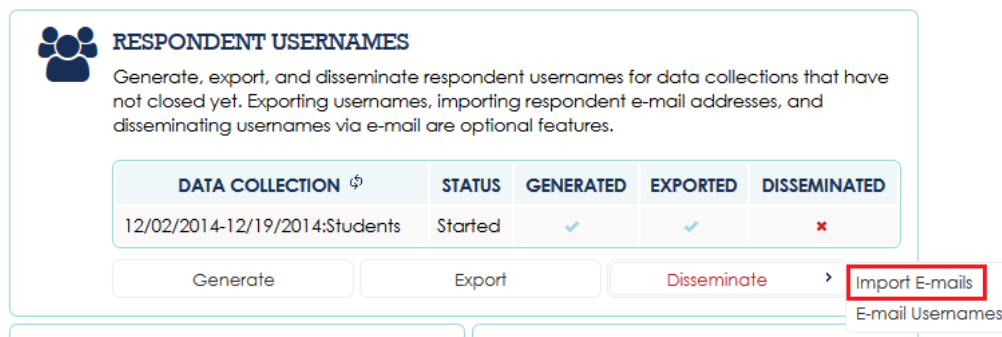 RESPONDENT USERNAMES
Generate, export, and disseminate respondent usernames for data collections that have
not closed yet. Exporting usernames, importing respondent e-mail addresses, and
disseminating usernames via e-mail are optional features.
DATA COLLECTION STATUS GENERATED EXPORTED DISSEMINATED
12/02/2014-12/19/2014:Students Started
Generate Export Disseminate
Import E-mails
E-mail Usernames